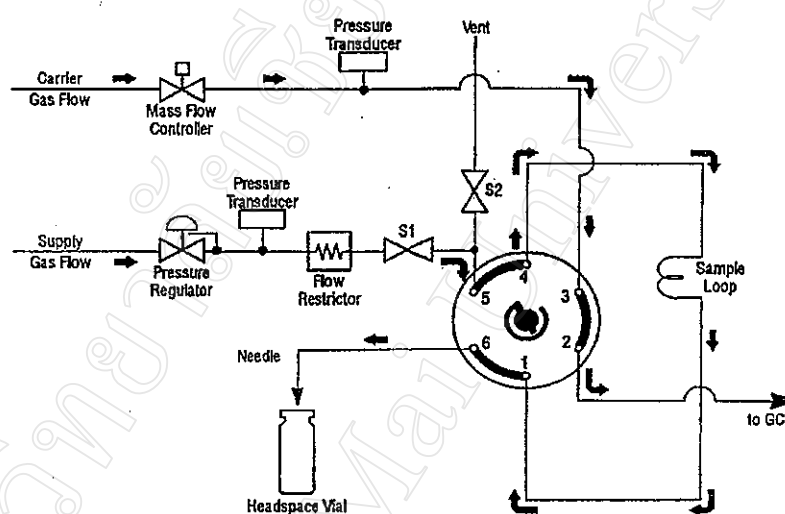 Pressure
Transducer
Vent
Carrier
Gas Flow
Mass Flow
Controller
Pressure
Transducer
S2
S1
Supply
Gas Flow
Pressure
Regulator
Flow
Restrictor
Sample
Loop
4
5
3
6
2
1
Needle
to GC
Headspace Vial